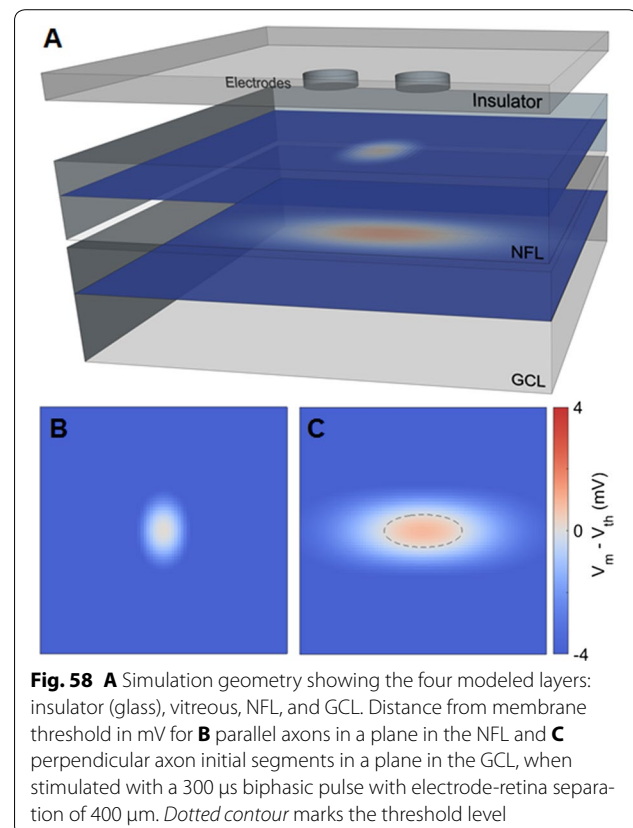 A
Electrodes
Insulator
NFL
GCL
B
C
4
0
-4
V_m - V_th (mV)
Fig. 58 A Simulation geometry showing the four modeled layers:
insulator (glass), vitreous, NFL, and GCL. Distance from membrane
threshold in mV for B parallel axons in a plane in the NFL and C
perpendicular axon initial segments in a plane in the GCL, when
stimulated with a 300 μs biphasic pulse with electrode-retina separa-
tion of 400 μm. Dotted contour marks the threshold level